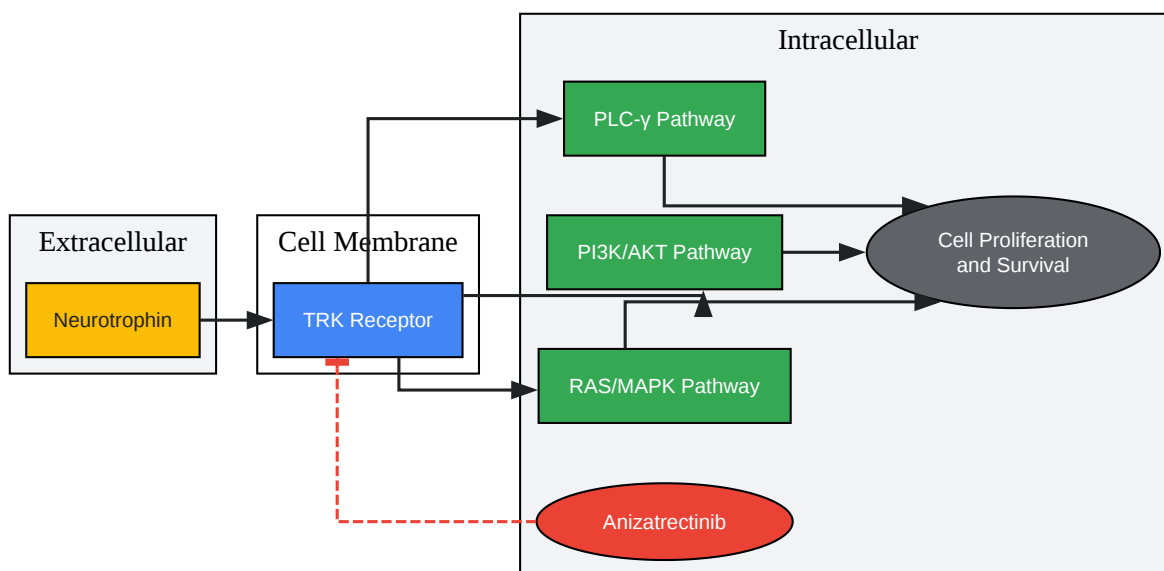 Intracellular
PLC-γ Pathway
Extracellular
Cell Membrane
PI3K/AKT Pathway
Cell Proliferation
and Survival
Neurotrophin
TRK Receptor
RAS/MAPK Pathway
Anizatrectinib